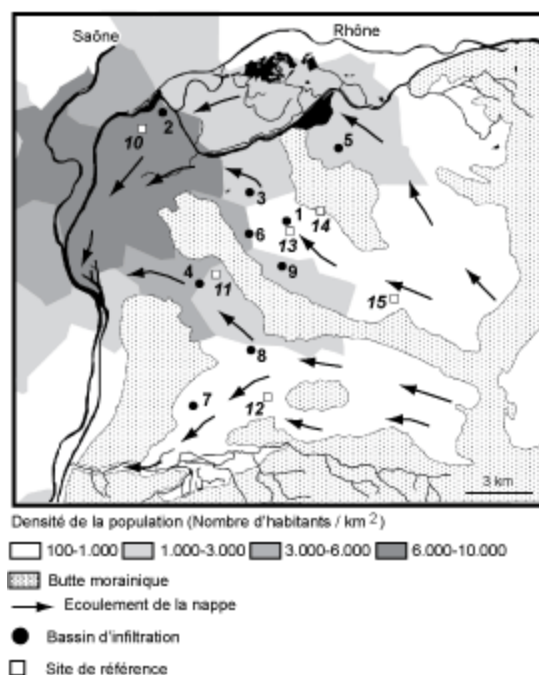 Saône
Rhône
2
10
5
3
1
14
6
13
9
4
11
15
8
12
7
3 km
Densité de la population (Nombre d'habitants / km 2)
100-1.000 1.000-3.000 3.000-6.000 6.000-10.000
Butte morainique
Ecoulement de la nappe
Bassin d'infiltration
Site de référence